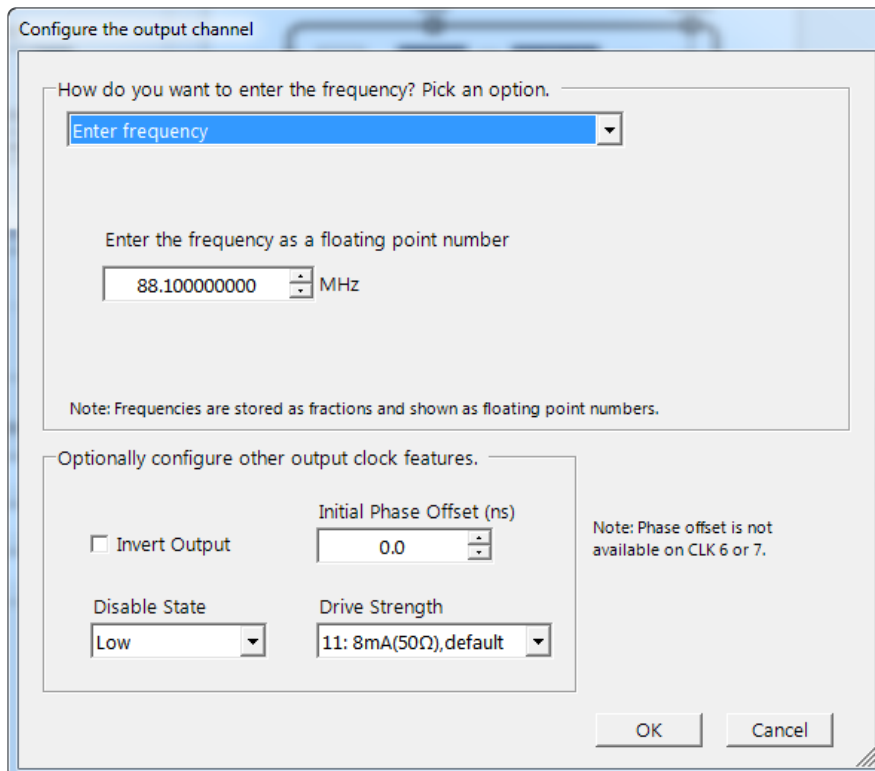 Configure the output channel
How do you want to enter the frequency? Pick an option.
Enter frequency
Enter the frequency as a floating point number
88.100000000 MHz
Note: Frequencies are stored as fractions and shown as floating point numbers.
Optionally configure other output clock features.
Initial Phase Offset (ns)
Invert Output
0.0
Note: Phase offset is not
available on CLK 6 or 7.
Disable State
Drive Strength
Low
11: 8mA(50Ω),default
OK
Cancel